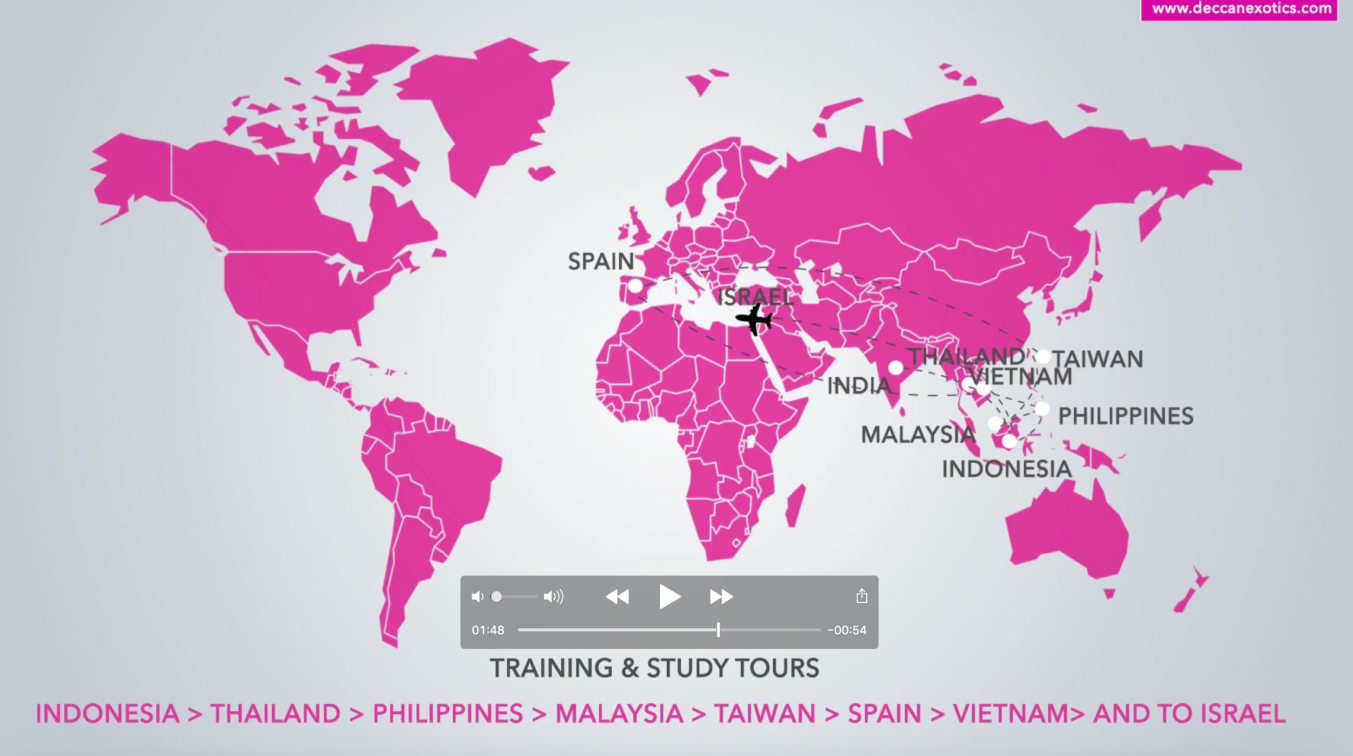 www.deccanexotics.com
SPAIN
ISRAEL
THAILAND
TAIWAN
VIETNAM
INDIA
PHILIPPINES
MALAYSIA
INDONESIA
01:48
-00:54
TRAINING & STUDY TOURS
INDONESIA > THAILAND > PHILIPPINES > MALAYSIA > TAIWAN > SPAIN > VIETNAM> AND TO ISRAEL